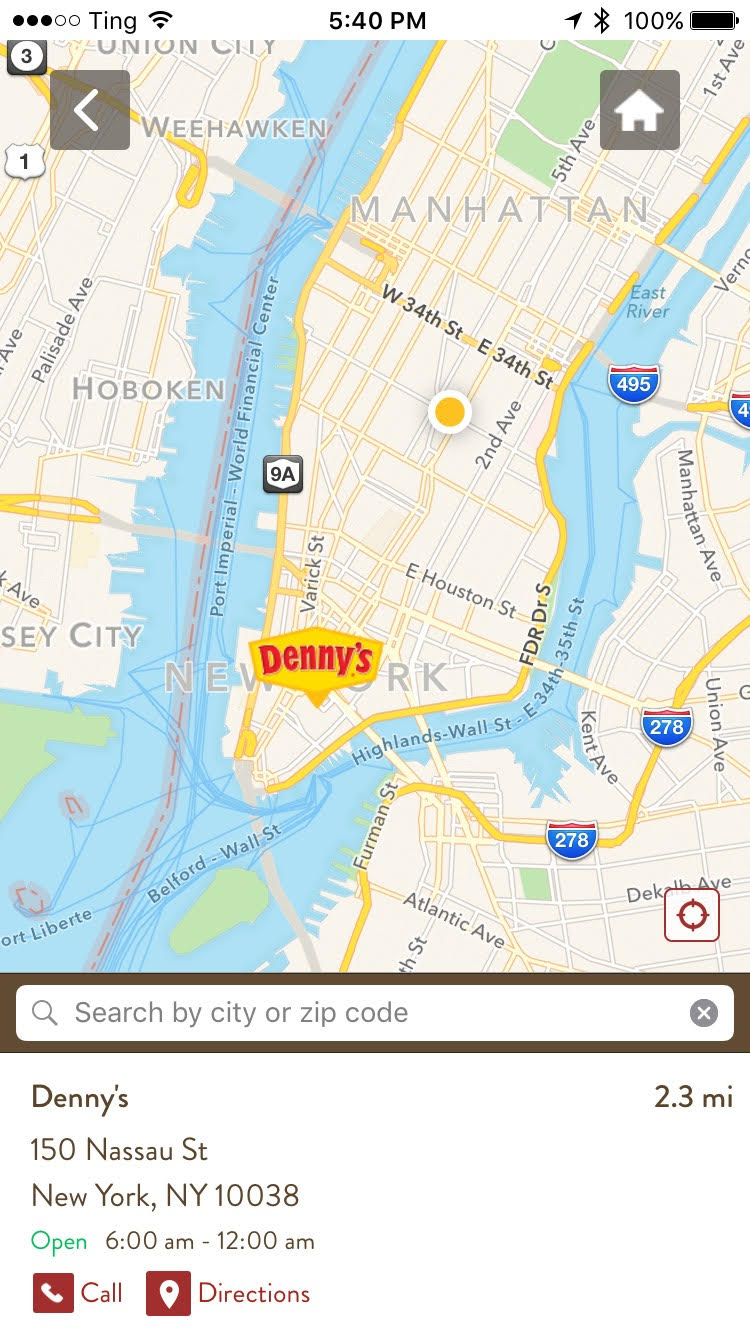 Ting
5:40 PM
100%
3
UNION CITY
1st Ave
WEEHAWKEN
1
5th Ave
MANHATTAN
Palisade Ave
Ave
East
River
W 34th St - E 34th St
HOBOKEN
495
2nd Ave
9A
Port Imperial - World Financial Center
Manhattan Ave
Varick St
E Houston St
k Ave
FDR Dr S
SEY CITY
Denny's
NEW YORK
Highlands-Wall St - E 34th-35th St
Kent Ave
Union Ave
278
278
Furman St
Belford - Wall St
Dekalb Ave
Atlantic Ave
ort Liberte
th St
Search by city or zip code
Denny's
2.3 mi
150 Nassau St
New York, NY 10038
Open 6:00 am - 12:00 am
Call
Directions